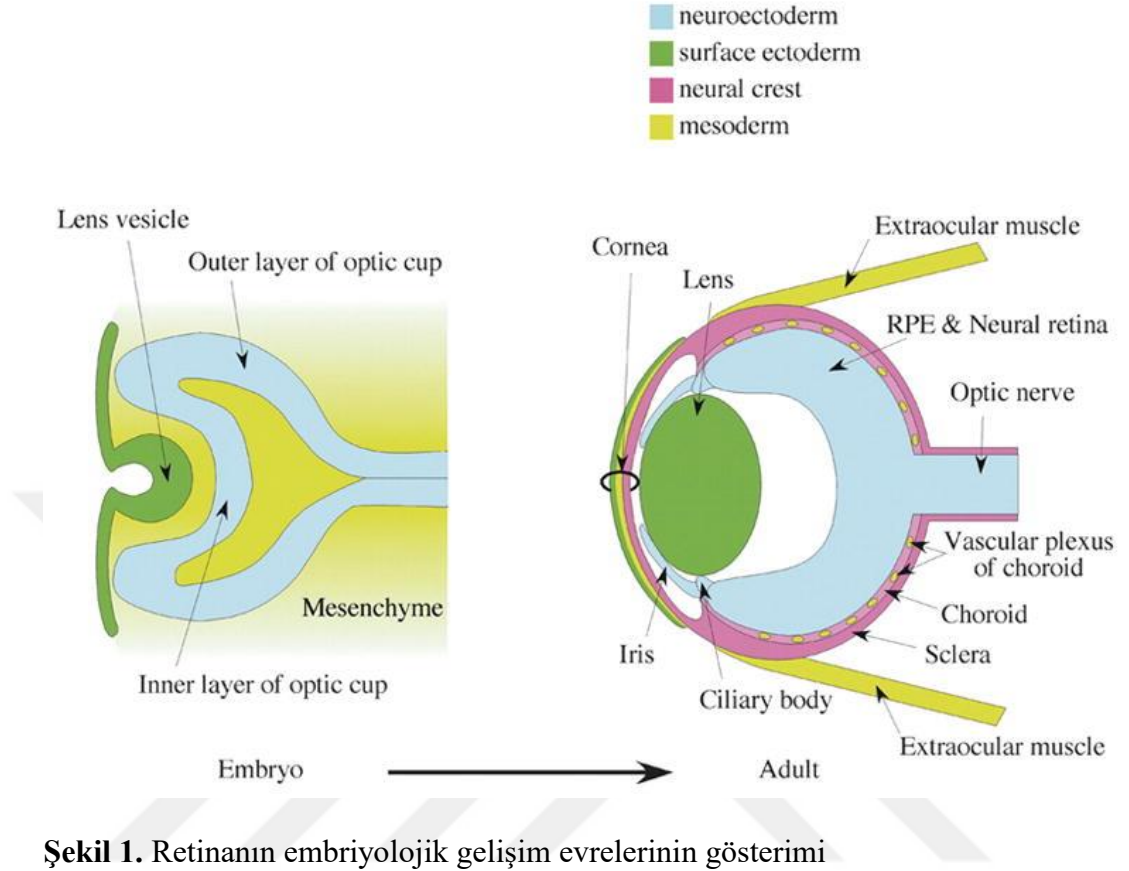 neuroectoderm
surface ectoderm
neural crest
mesoderm
Lens vesicle
Outer layer of optic cup
Mesenchyme
Inner layer of optic cup
Embryo
Cornea
Lens
Extraocular muscle
RPE & Neural retina
Optic nerve
Vascular plexus
of choroid
Choroid
Sclera
Iris
Ciliary body
Extraocular muscle
Adult
Şekil 1. Retinanın embriyolojik gelişim evrelerinin gösterimi